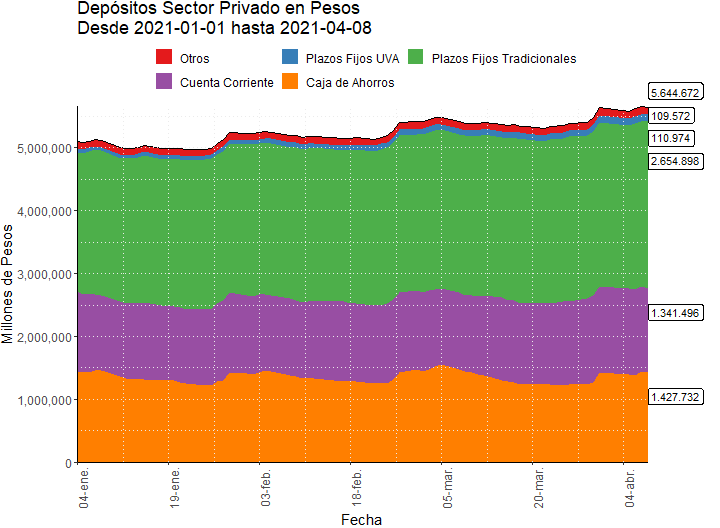 Depósitos Sector Privado en Pesos
Desde 2021-01-01 hasta 2021-04-08
Otros
Plazos Fijos UVA
Plazos Fijos Tradicionales
Cuenta Corriente
Caja de Ahorros
5.644.672
109.572
110.974
2.654.898
1.341.496
1.427.732
Millones de Pesos
5,000,000
4,000,000
3,000,000
2,000,000
1,000,000
0
04-ene.
19-ene.
03-feb.
18-feb.
05-mar.
20-mar.
04-abr.
Fecha